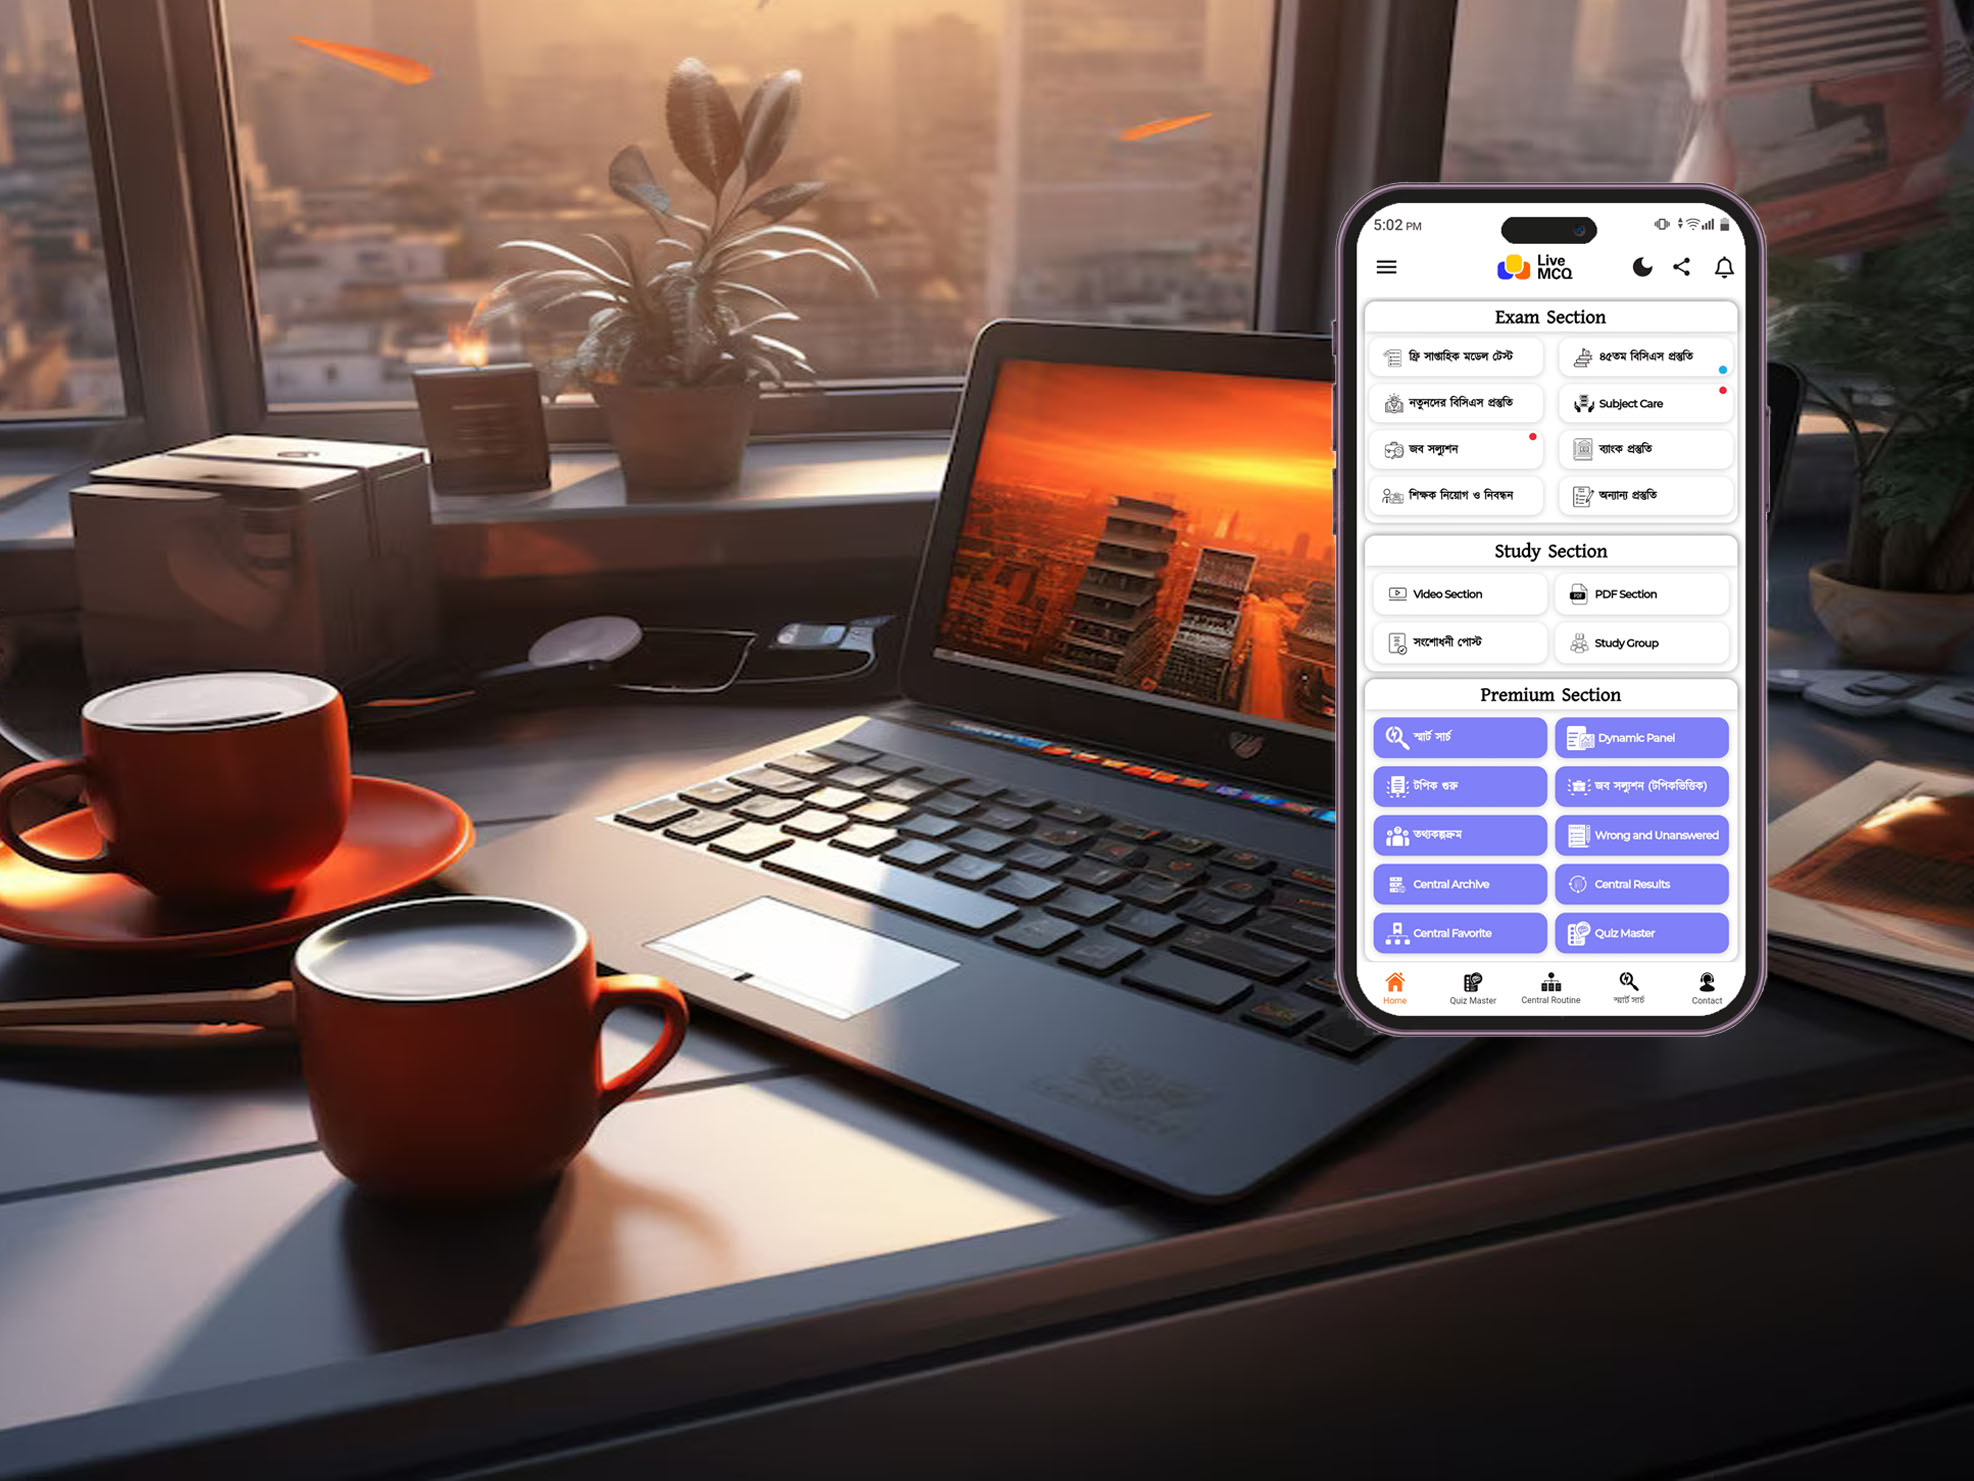 5:02 PM
Live
MCQ
Exam Section
ফ্রি সাপ্তাহিক মডেল টেস্ট
৪৫তম বিসিএস প্রস্তুতি
নতুনদের বিসিএস প্রস্তুতি
Subject Care
জব সল্যুশন
ব্যাংক প্রস্তুতি
শিক্ষক নিয়োগ ও নিবন্ধন
অন্যান্য প্রস্তুতি
Study Section
Video Section
PDF Section
সংশোধনী পোস্ট
Study Group
Premium Section
স্মার্ট সার্চ
Dynamic Panel
টপিক গুরু
জব সল্যুশন (টপিকভিত্তিক)
তথ্যকল্পদ্রুম
Wrong and Unanswered
Central Archive
Central Results
Central Favorite
Quiz Master
Home
Quiz Master
Central Routine
স্মার্ট সার্চ
Contact